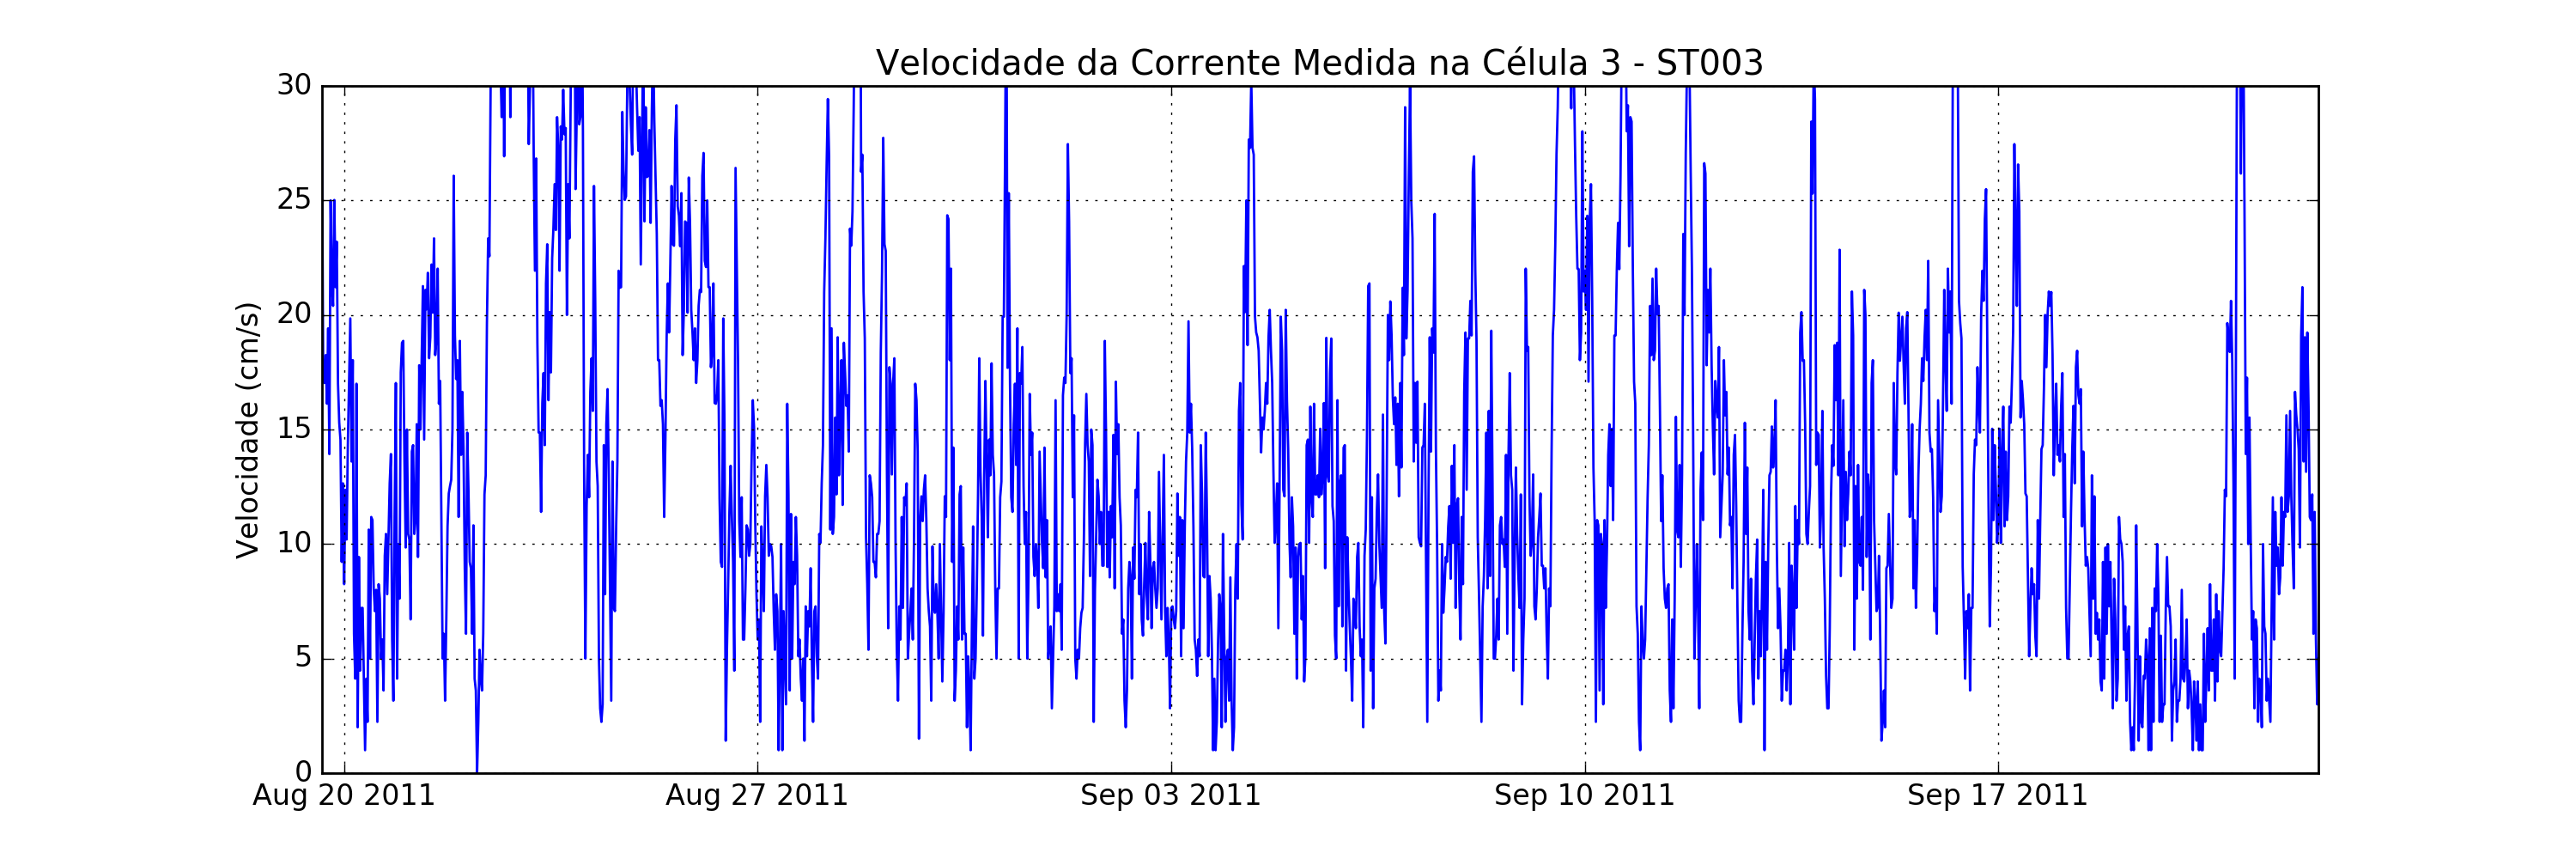 Velocidade da Corrente Medida na Célula 3 - ST003
Velocidade (cm/s)
30
25
20
15
10
5
0
Aug 20 2011
Aug 27 2011
Sep 03 2011
Sep 10 2011
Sep 17 2011